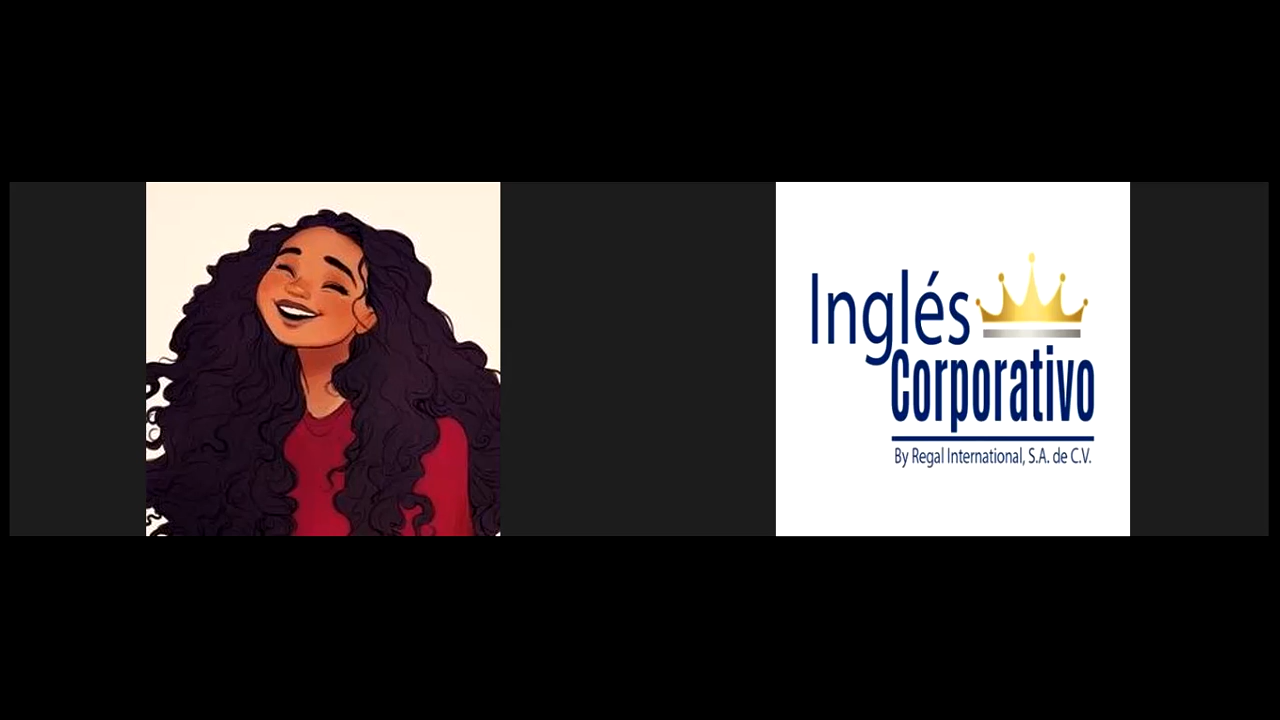 Inglés
Corporativo
By Regal International, S.A. de C.V.